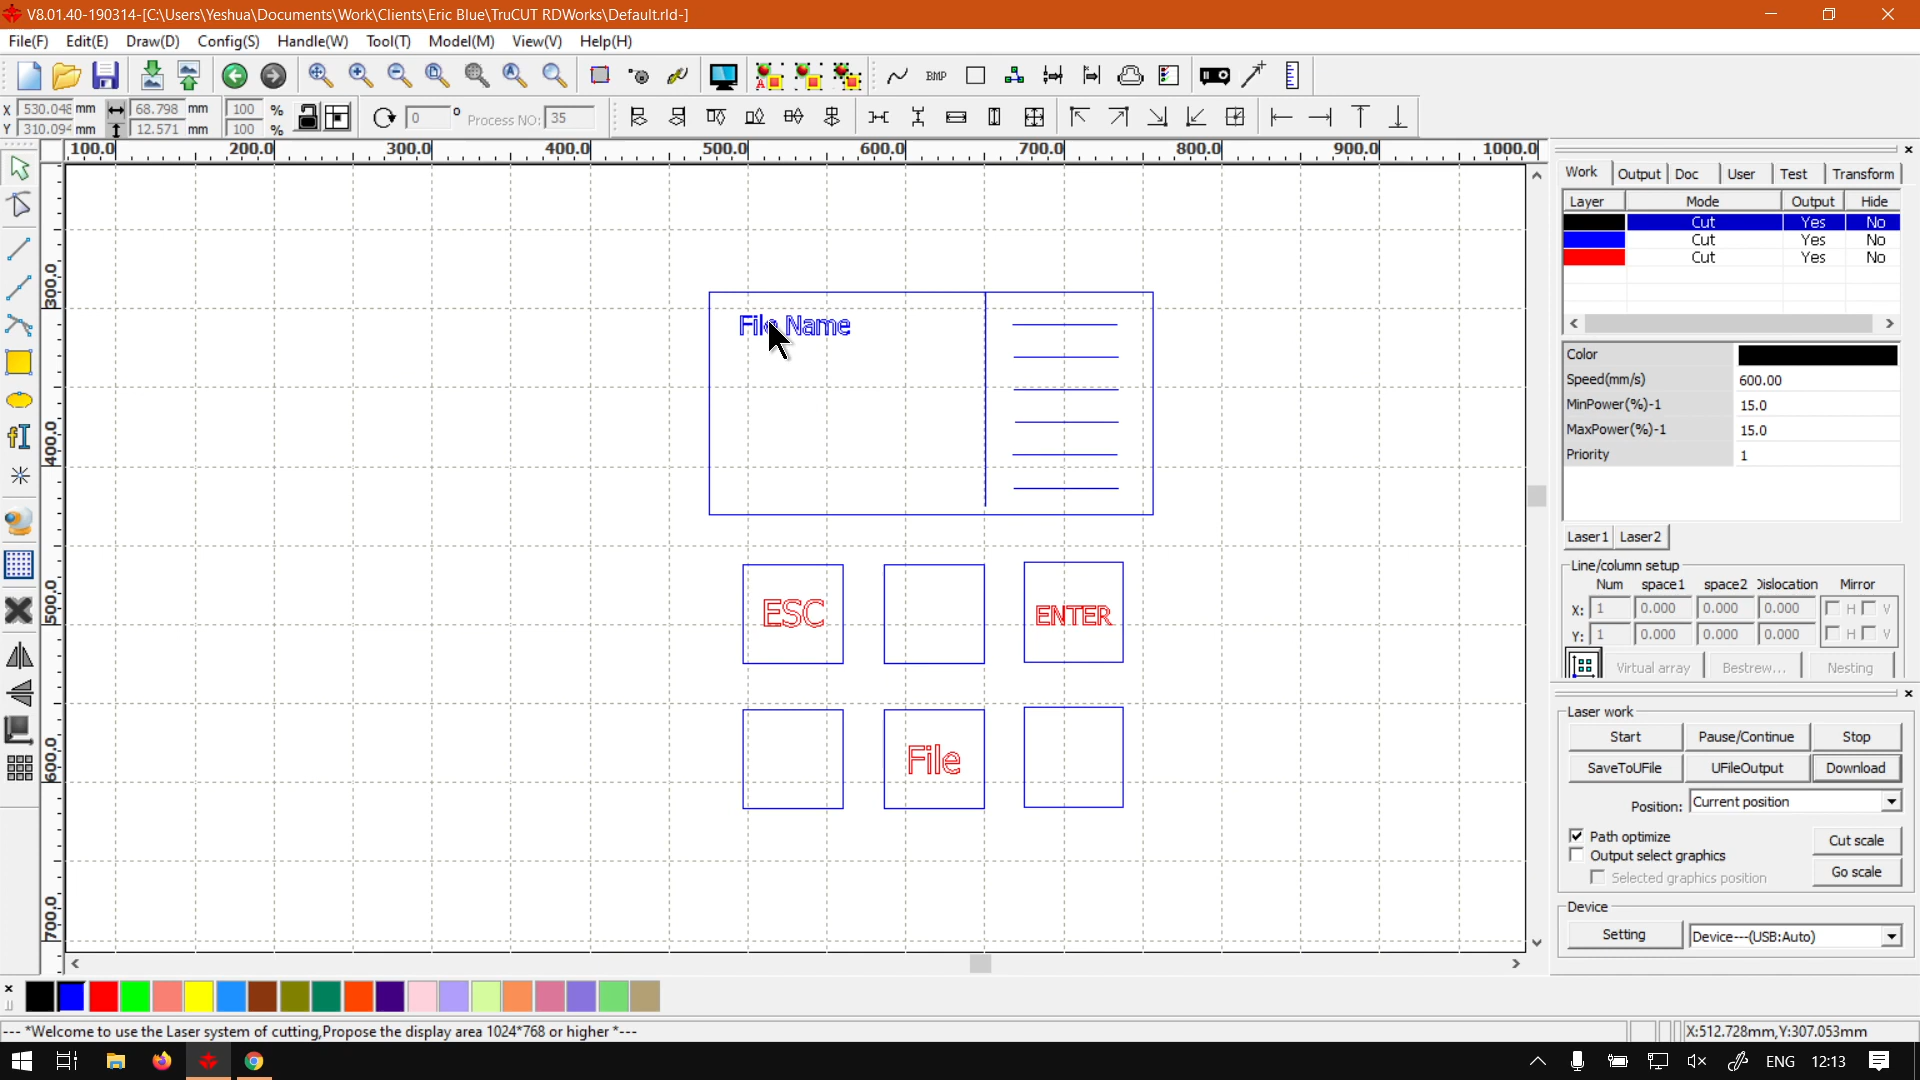 V8.01.40-190314-[C:\Users\Yeshua\Documents\Work\Clients\Eric Blue\TruCUT RDWorks\Default.rld-]
File(F) Edit(E) Draw(D) Config(S) Handle(W) Tool(T) Model(M) View(V) Help(H)
BMP
X 530.048 mm 68.798 mm 100 %
Y 310.094 mm 12.571 mm 100 %
0 ° Process NO: 35
100.0 200.0 300.0 400.0 500.0 600.0 700.0 800.0 900.0 1000.0
300.0
400.0
500.0
600.0
700.0
File Name
ESC
ENTER
File
Work Output Doc User Test Transform
Layer Mode Output Hide
Cut Yes No
Cut Yes No
Cut Yes No
Color
Speed(mm/s) 600.00
MinPower(%)-1 15.0
MaxPower(%)-1 15.0
Priority 1
Laser1 Laser2
Line/column setup
Num space1 space2 Dislocation Mirror
X: 1 0.000 0.000 0.000 H V
Y: 1 0.000 0.000 0.000 H V
Virtual array Bestrew... Nesting
Laser work
Start Pause/Continue Stop
SaveToUFile UFileOutput Download
Position: Current position
Path optimize
Cut scale
Output select graphics
Selected graphics position
Go scale
Device
Setting Device---(USB:Auto)
--- *Welcome to use the Laser system of cutting,Propose the display area 1024*768 or higher *---
X:512.728mm,Y:307.053mm
ENG 12:13